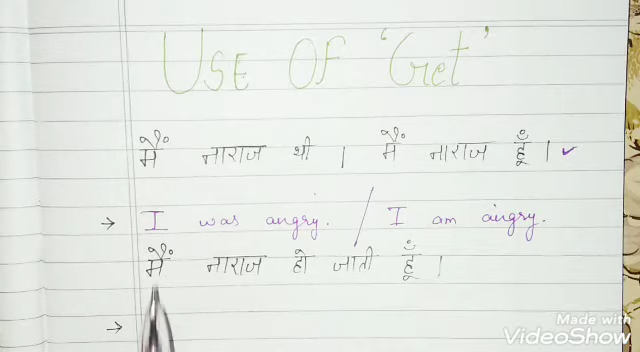 USE OF 'Get'
मैं नाराज थी । मैं नाराज हूँ । ✓
→ I was angry. / I am angry.
मैं नाराज हो जाती हूँ ।
→
Made with
VideoShow